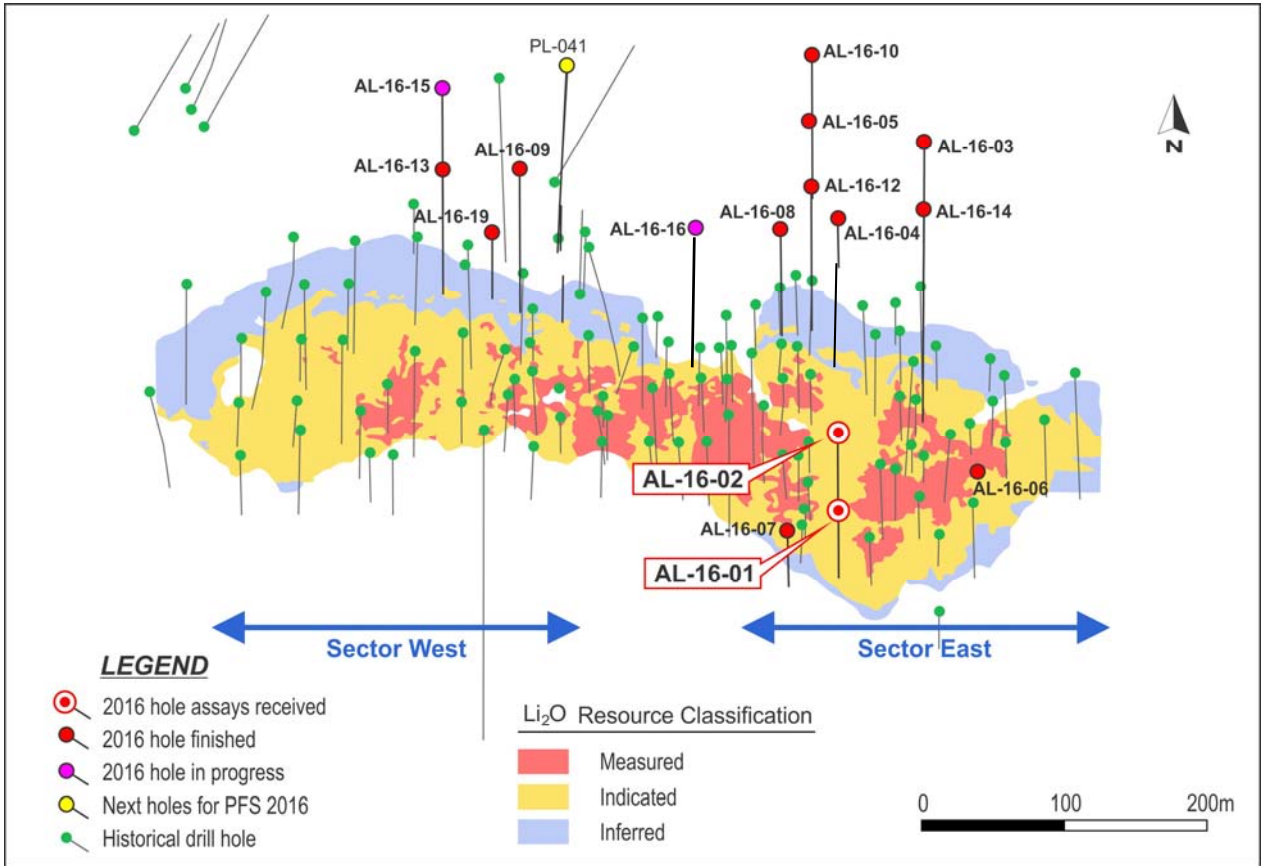 PL-041
AL-16-10
AL-16-15
AL-16-05
AL-16-03
AL-16-09
AL-16-13
AL-16-12
AL-16-14
AL-16-08
AL-16-19
AL-16-16
AL-16-04
N
AL-16-02
AL-16-06
AL-16-07
AL-16-01
Sector West
Sector East
LEGEND
2016 hole assays received
2016 hole finished
2016 hole in progress
Next holes for PFS 2016
Historical drill hole
Li₂O Resource Classification
Measured
Indicated
Inferred
0 100 200m